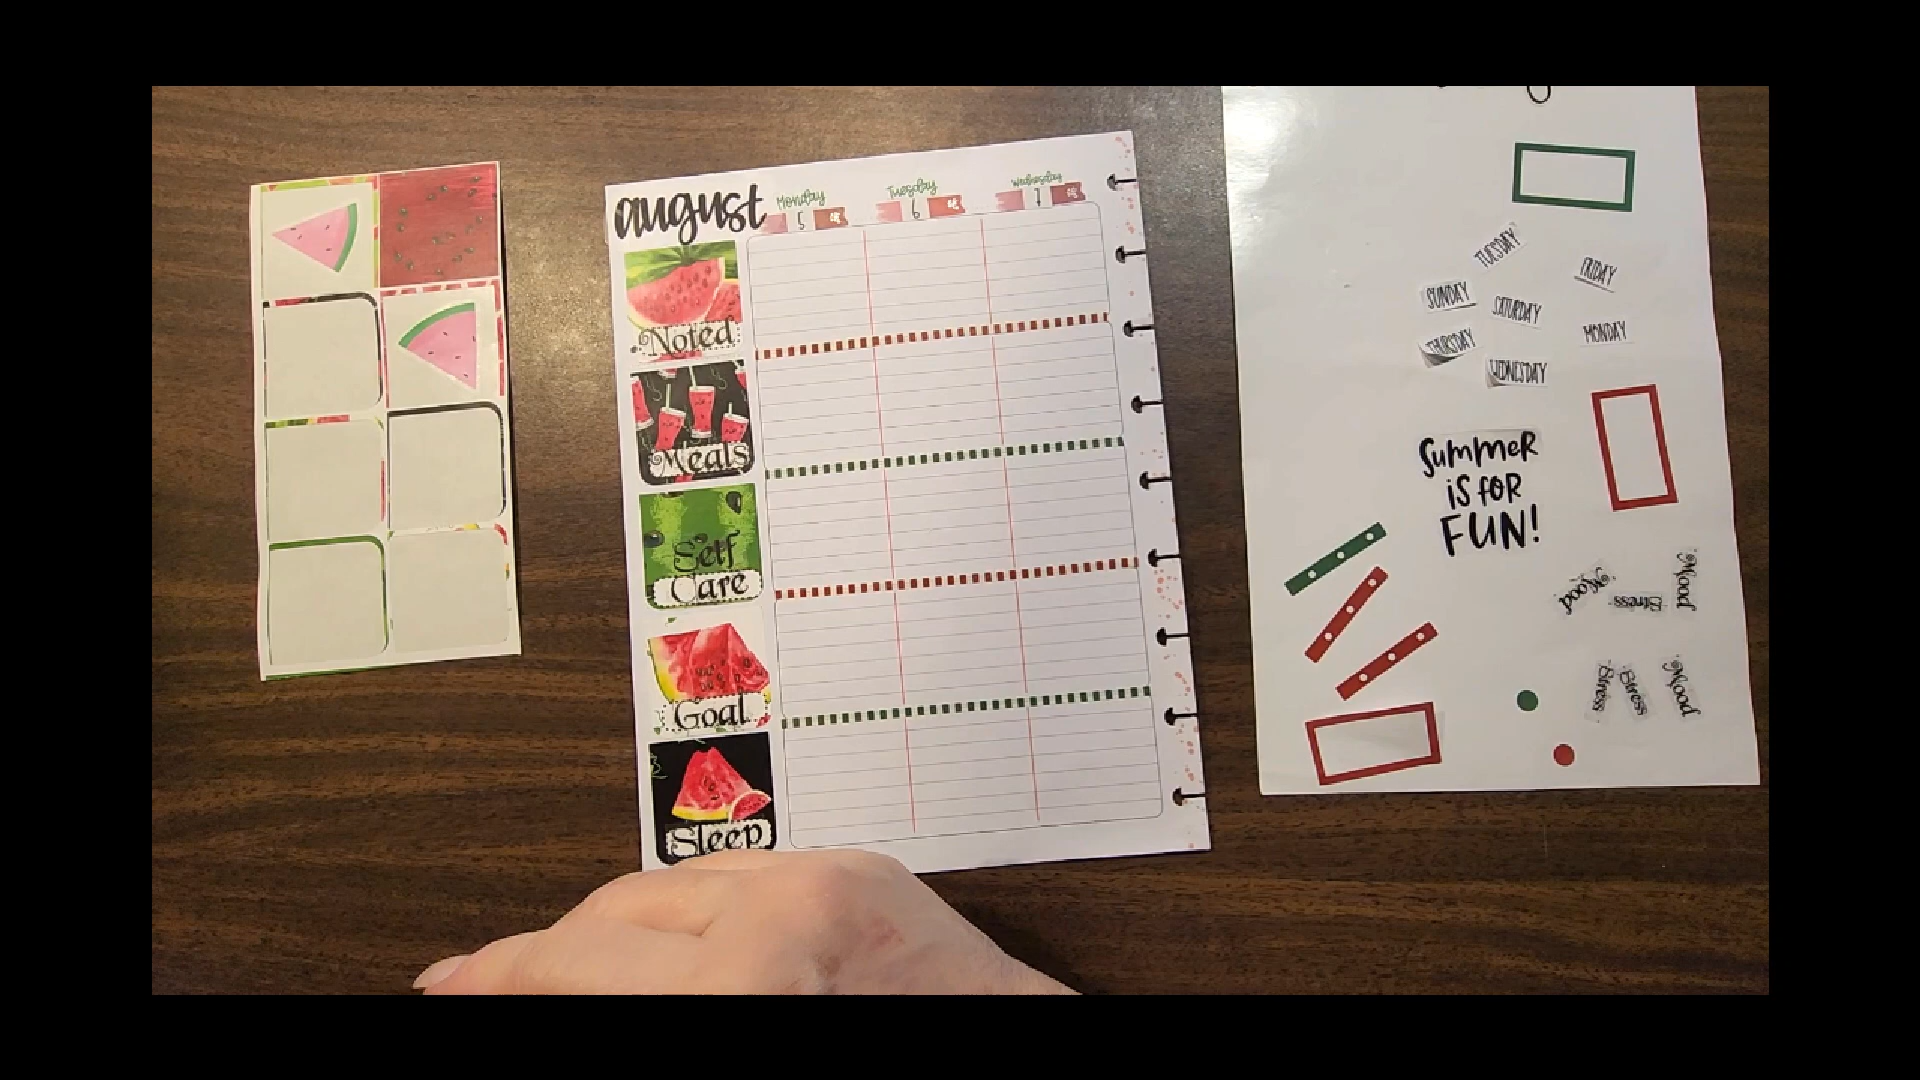 august
Monday
Tuesday
Wednesday
5
6
7
Noted
Meals
Self
Care
Goal
Sleep
TUESDAY
FRIDAY
SUNDAY
SATURDAY
MONDAY
THURSDAY
WEDNESDAY
Summer
is for
FUN!
Mood
Stress
Mood
Stress
Stress
Mood